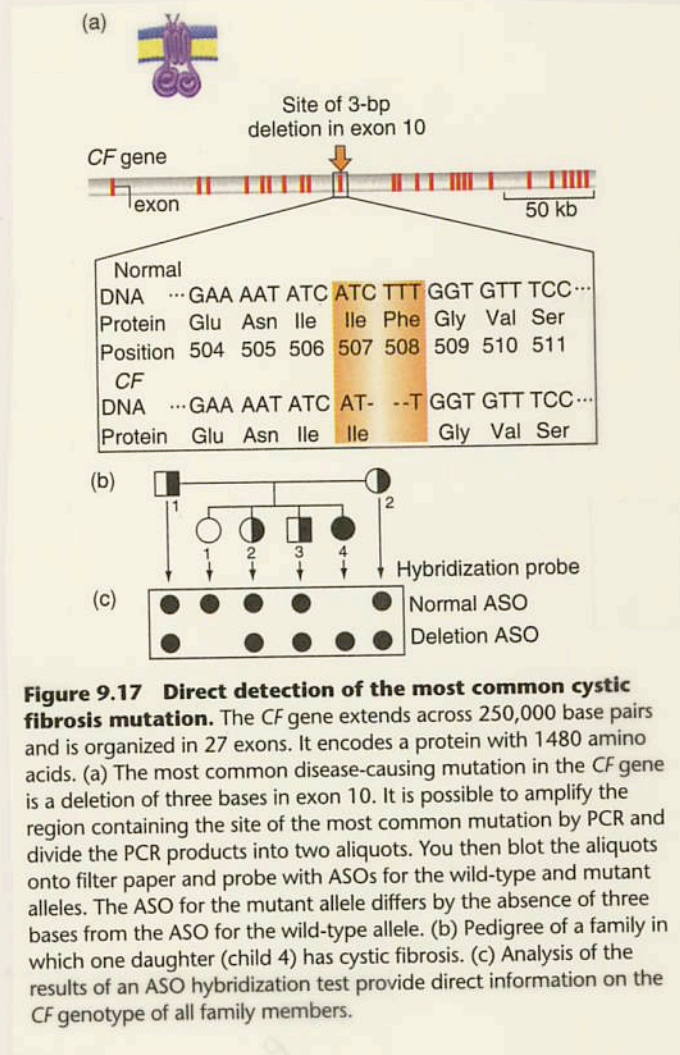 (a)
Site of 3-bp
deletion in exon 10
CF gene
exon
50 kb
Normal
DNA ···GAA AAT ATC ATC TTT GGT GTT TCC···
Protein Glu Asn Ile Ile Phe Gly Val Ser
Position 504 505 506 507 508 509 510 511
CF
DNA ···GAA AAT ATC AT- --T GGT GTT TCC···
Protein Glu Asn Ile Ile Gly Val Ser
(b)
1 2
1 2 3 4
Hybridization probe
(c)
Normal ASO
Deletion ASO
Figure 9.17 Direct detection of the most common cystic
fibrosis mutation. The CF gene extends across 250,000 base pairs
and is organized in 27 exons. It encodes a protein with 1480 amino
acids. (a) The most common disease-causing mutation in the CF gene
is a deletion of three bases in exon 10. It is possible to amplify the
region containing the site of the most common mutation by PCR and
divide the PCR products into two aliquots. You then blot the aliquots
onto filter paper and probe with ASOs for the wild-type and mutant
alleles. The ASO for the mutant allele differs by the absence of three
bases from the ASO for the wild-type allele. (b) Pedigree of a family in
which one daughter (child 4) has cystic fibrosis. (c) Analysis of the
results of an ASO hybridization test provide direct information on the
CF genotype of all family members.